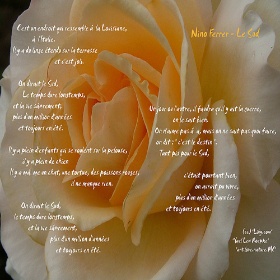 Nino Ferrer - Le Sud
C'est un endroit qui ressemble à la Louisiane,
à l'Italie.
Il y a du linge étendu sur la terrasse
et c'est joli.
On dirait le Sud,
Le temps dure longtemps,
et la vie sûrement,
plus d'un million d'années
et toujours en été.
Il y a plein d'enfants qui se roulent sur la pelouse,
il y a plein de chiens
Il y a même un chat, une tortue, des poissons rouges,
il ne manque rien.
On dirait le Sud,
le temps dure longtemps,
et la vie sûrement,
plus d'un million d'années
et toujours en été.
Un jour ou l'autre, il faudra qu'il y ait la guerre,
on le sait bien.
On n'aime pas ça, mais on ne sait pas quoi faire,
on dit : "c'est le destin".
Tant pis pour le Sud,
c'était pourtant bien,
on aurait pu vivre,
plus d'un million d'années
et toujours en été.